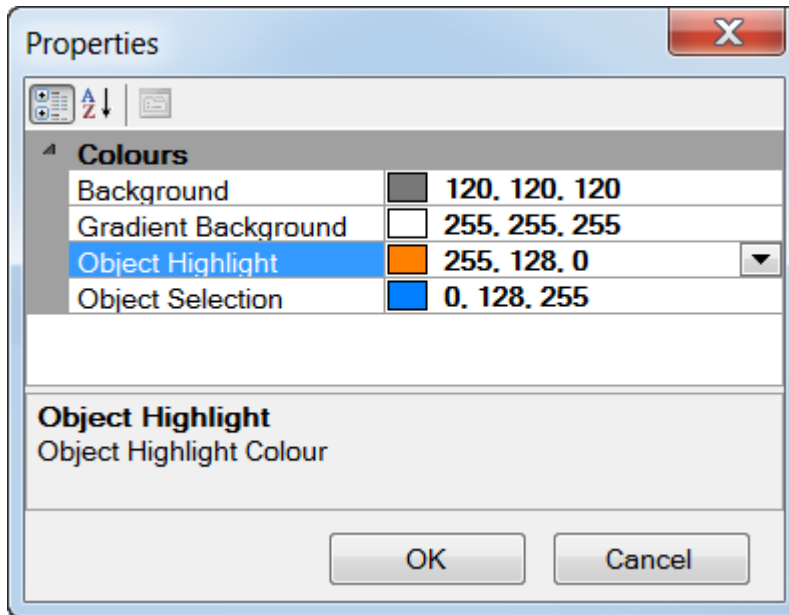 Properties
Colours
Background 120, 120, 120
Gradient Background 255, 255, 255
Object Highlight 255, 128, 0
Object Selection 0, 128, 255
Object Highlight
Object Highlight Colour
OK Cancel